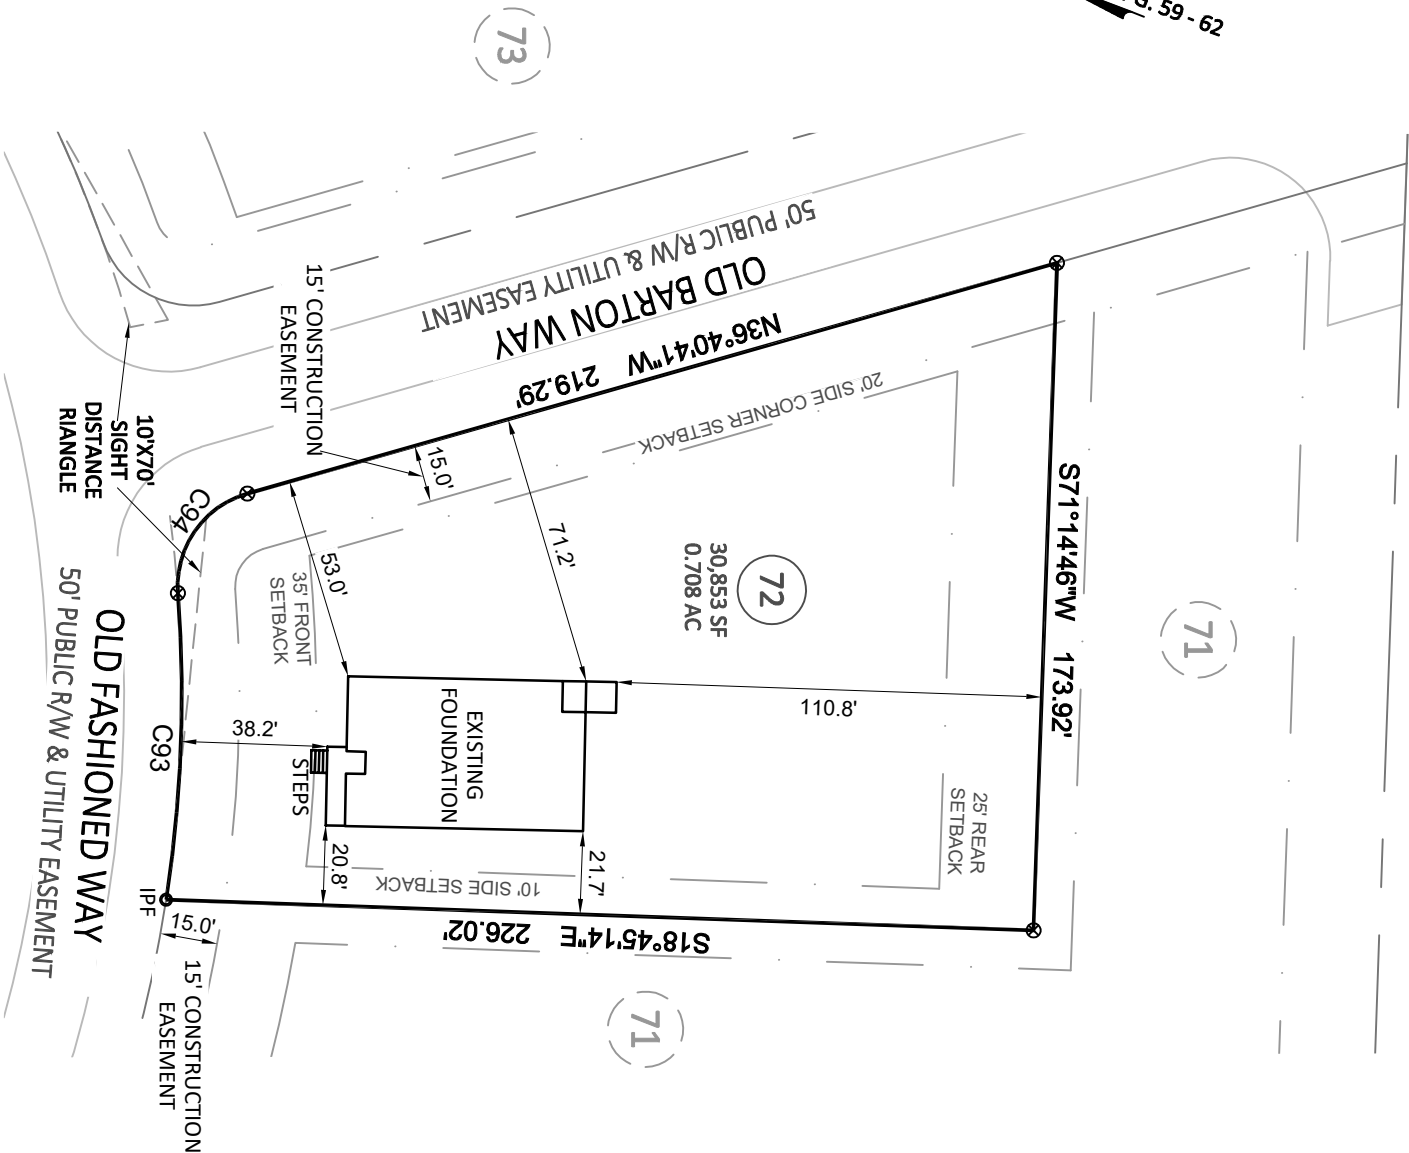 G. 59 - 62
73
50' PUBLIC R/W & UTILITY EASEMENT
OLD BARTON WAY
N36°40'41"W 219.29'
15' CONSTRUCTION
EASEMENT
20' SIDE CORNER SETBACK
10'X70'
SIGHT
DISTANCE
RIANGLE
C94
15.0'
53.0'
71.2'
35' FRONT
SETBACK
72
30,853 SF
0.708 AC
S71°14'46"W 173.92'
71
OLD FASHIONED WAY
50' PUBLIC R/W & UTILITY EASEMENT
C93
38.2'
STEPS
EXISTING
FOUNDATION
110.8'
25' REAR
SETBACK
20.8'
21.7'
10' SIDE SETBACK
S18°45'14"E 226.02'
IPF
15.0'
15' CONSTRUCTION
EASEMENT
71